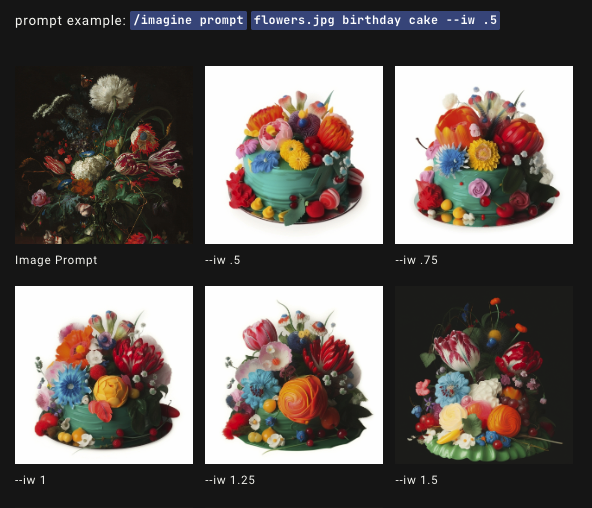 prompt example: /imagine prompt flowers.jpg birthday cake --iw .5
Image Prompt
--iw .5
--iw .75
--iw 1
--iw 1.25
--iw 1.5